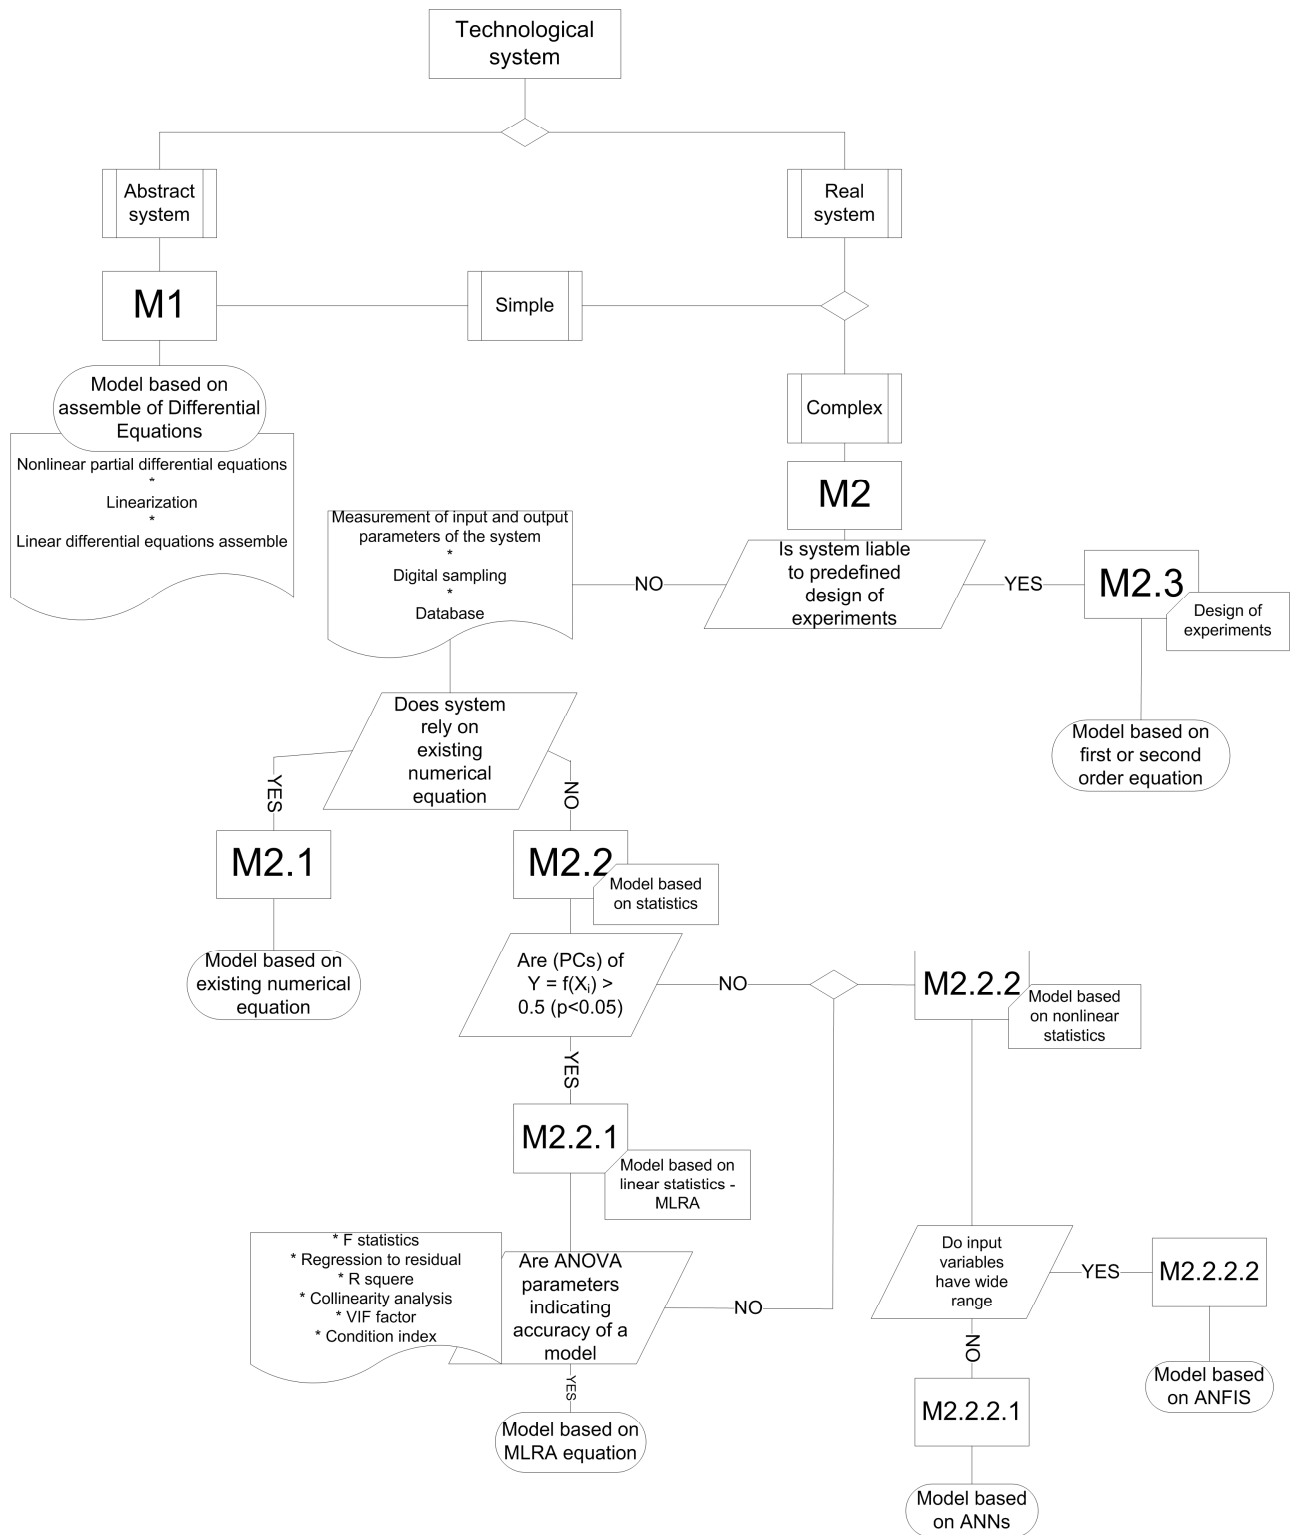 Technological
system
Abstract
system
Real
system
M1
Simple
Model based on
assemble of Differential
Equations
Complex
Nonlinear partial differential equations
*
Linearization
*
Linear differential equations assemble
M2
Measurement of input and output
parameters of the system
*
Digital sampling
*
Database
NO
Is system liable
to predefined
design of
experiments
YES
M2.3
Design of
experiments
Does system
rely on
existing
numerical
equation
Model based on
first or second
order equation
YES
NO
M2.1
M2.2
Model based
on statistics
Model based on
existing numerical
equation
Are (PCs) of
Y = f(Xi) >
0.5 (p<0.05)
NO
M2.2.2
Model based
on nonlinear
statistics
YES
M2.2.1
Model based on
linear statistics -
MLRA
* F statistics
* Regression to residual
* R squere
* Collinearity analysis
* VIF factor
* Condition index
Are ANOVA
parameters
indicating
accuracy of a
model
NO
Do input
variables
have wide
range
YES
M2.2.2.2
YES
NO
Model based on
MLRA equation
M2.2.2.1
Model based
on ANFIS
Model based
on ANNs